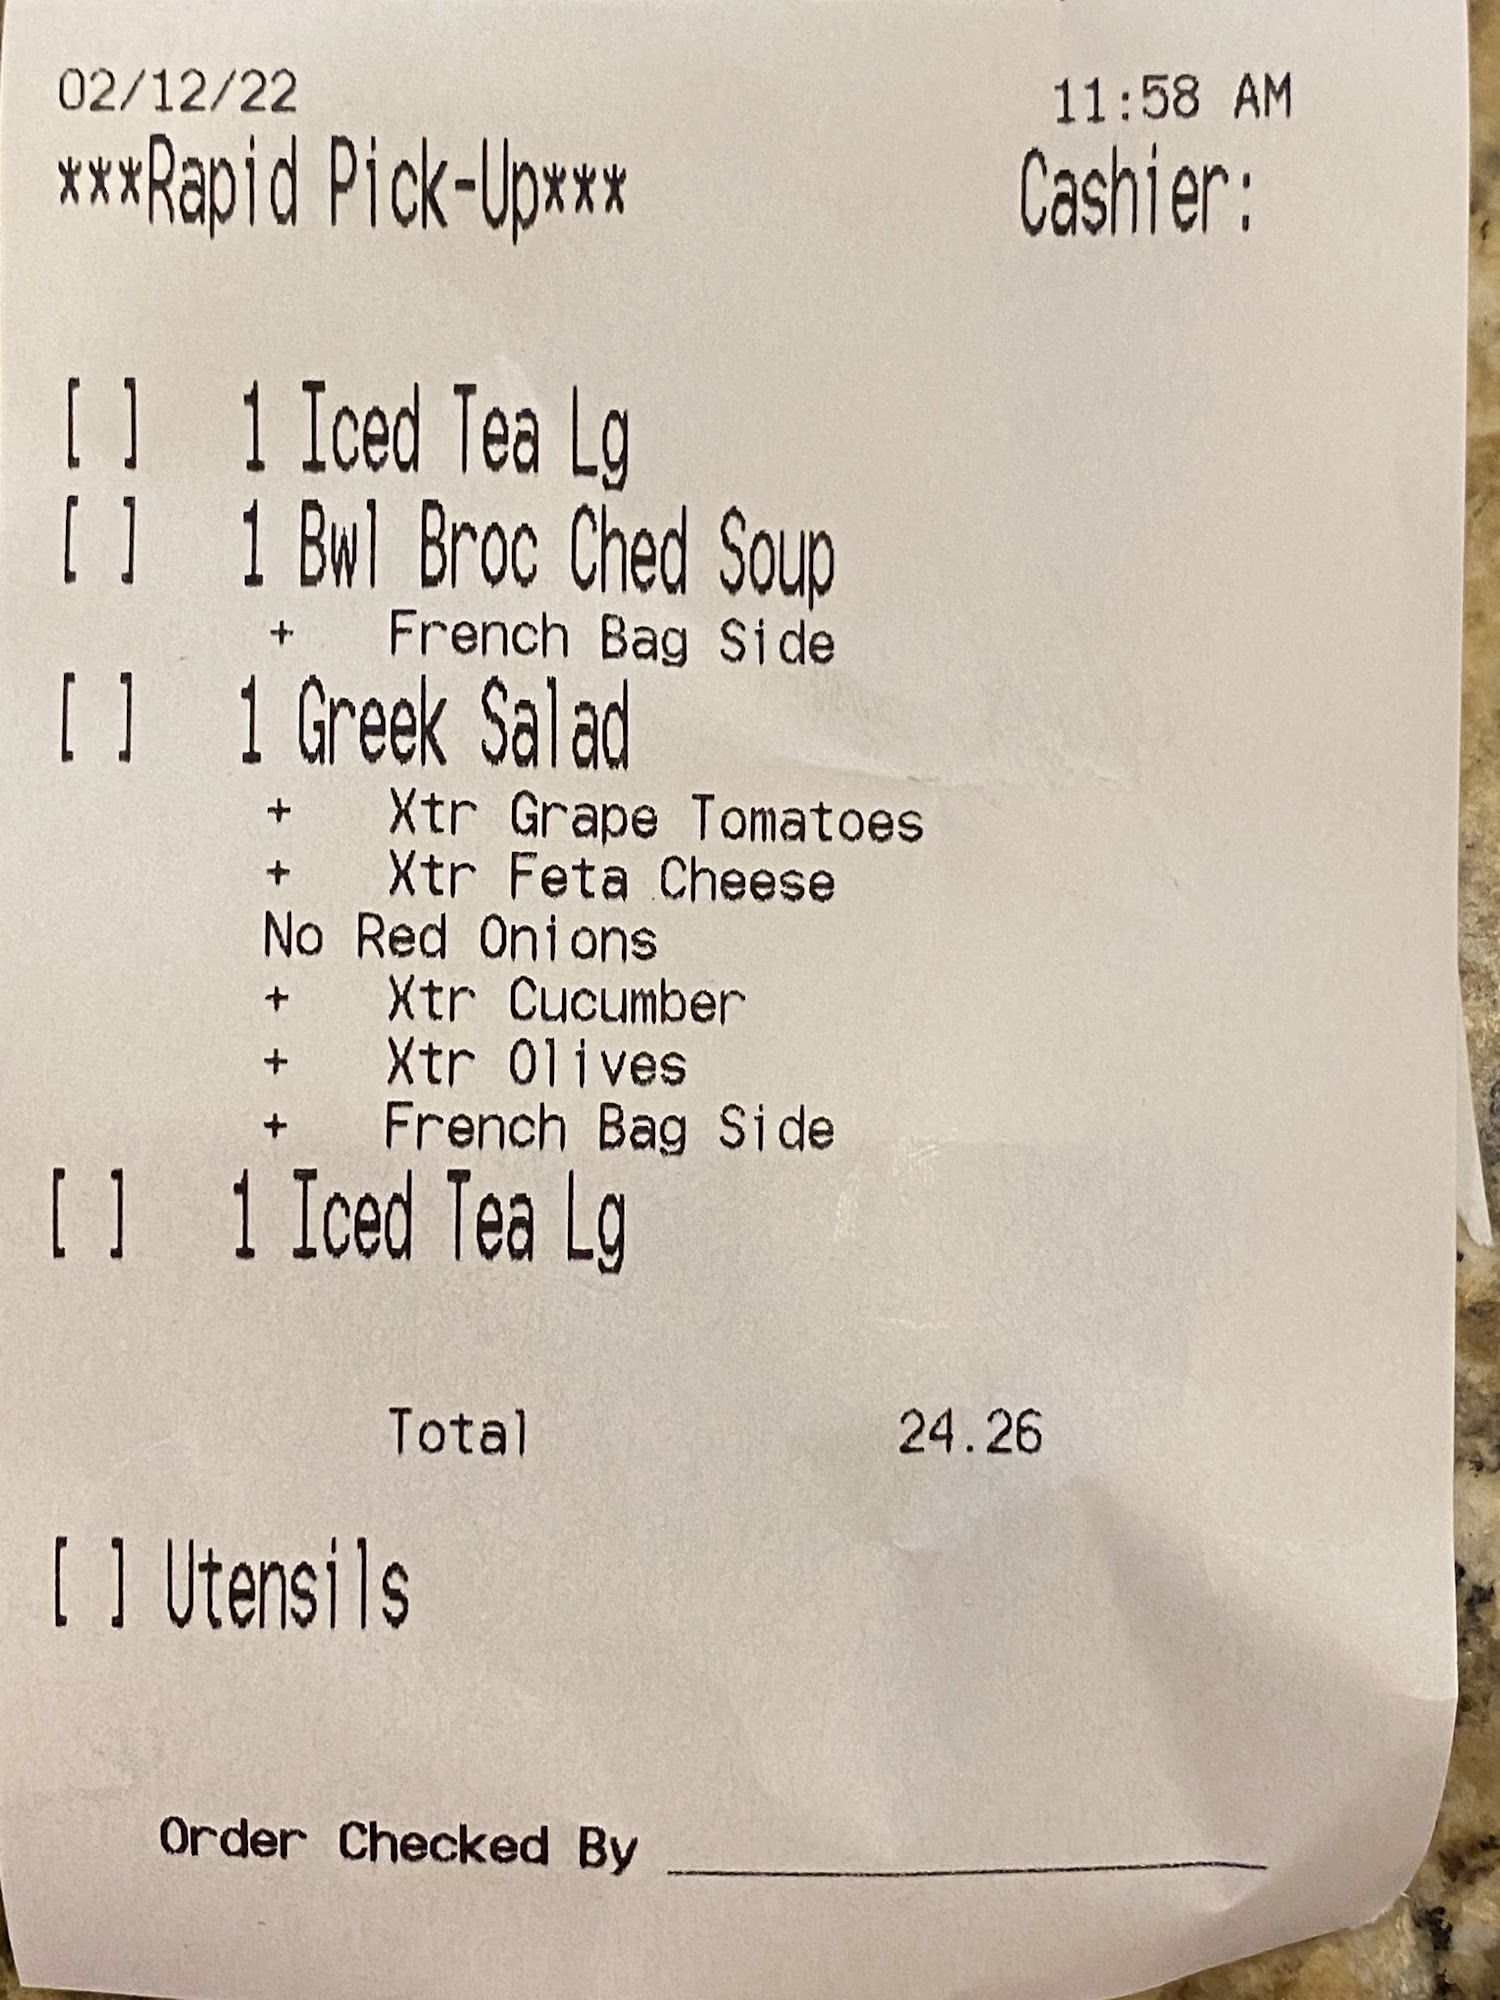 02/12/22 11:58 AM
***Rapid Pick-Up*** Cashier:
[ ] 1 Iced Tea Lg
[ ] 1 Bwl Broc Ched Soup
+ French Bag Side
[ ] 1 Greek Salad
+ Xtr Grape Tomatoes
+ Xtr Feta Cheese
No Red Onions
+ Xtr Cucumber
+ Xtr Olives
+ French Bag Side
[ ] 1 Iced Tea Lg
Total 24.26
[ ] Utensils
Order Checked By